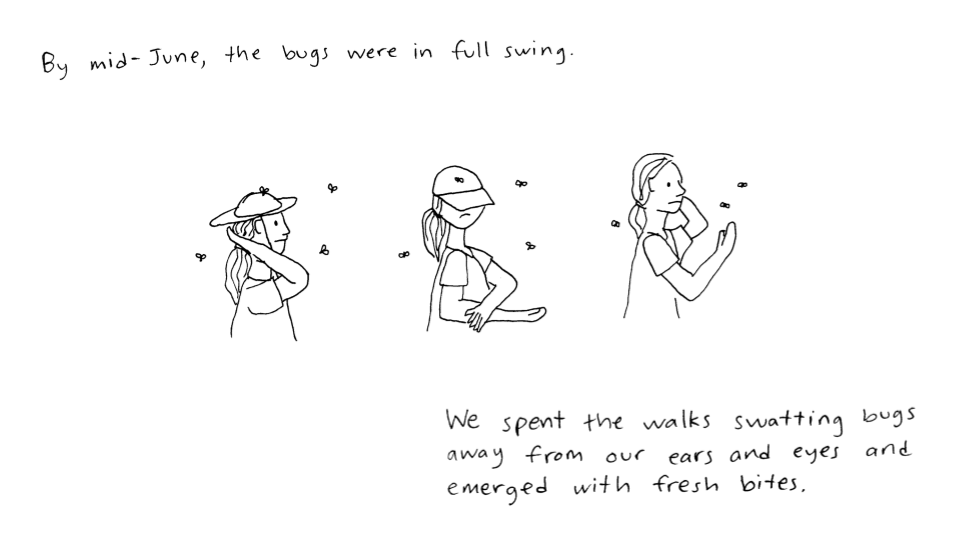 By mid-June, the bugs were in full swing.
We spent the walks swatting bugs
away from our ears and eyes and
emerged with fresh bites.